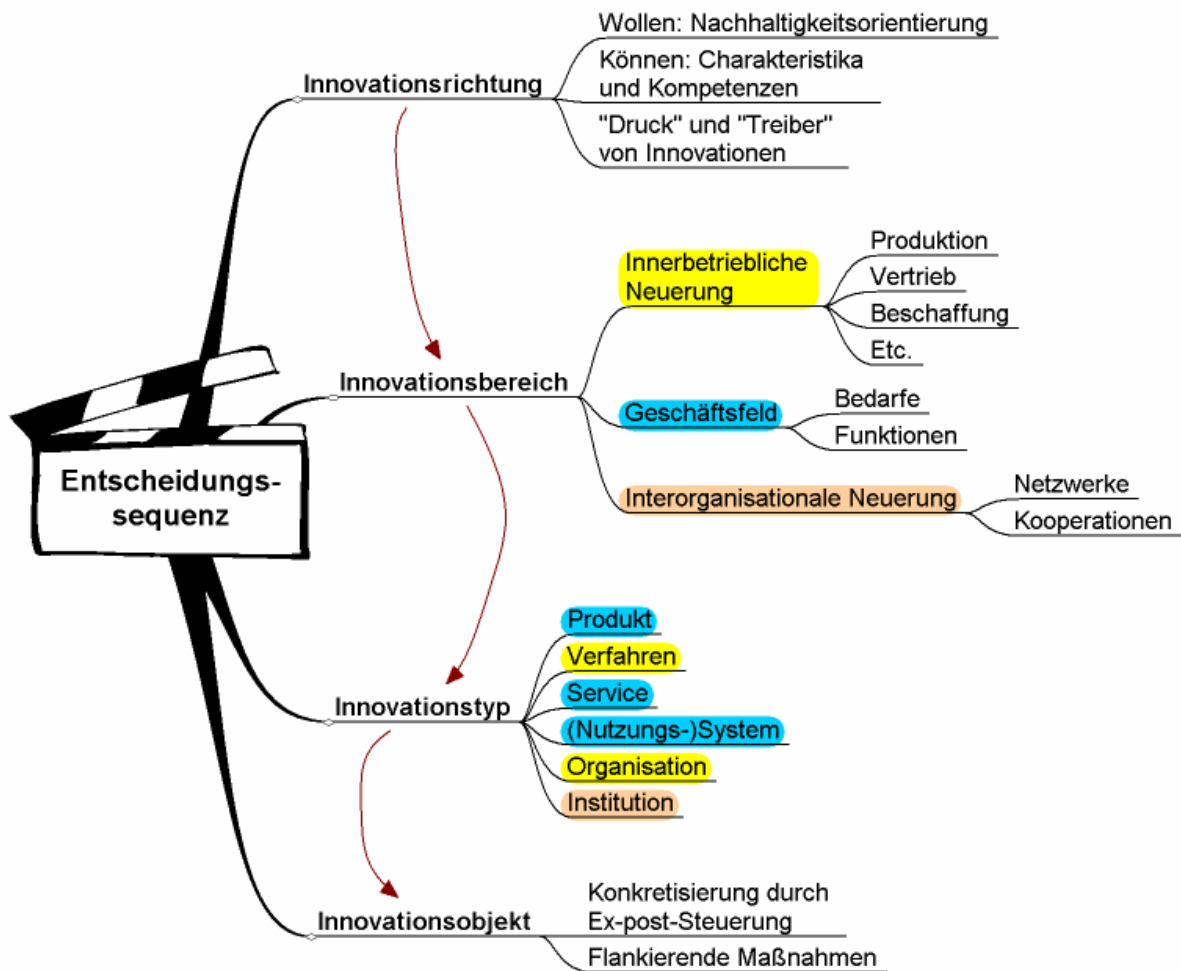 Entscheidungs-
sequenz
Innovationsrichtung
Wollen: Nachhaltigkeitsorientierung
Können: Charakteristika
und Kompetenzen
"Druck" und "Treiber"
von Innovationen
Innovationsbereich
Innerbetriebliche
Neuerung
Produktion
Vertrieb
Beschaffung
Etc.
Geschäftsfeld
Bedarfe
Funktionen
Interorganisationale Neuerung
Netzwerke
Kooperationen
Innovationstyp
Produkt
Verfahren
Service
(Nutzungs-)System
Organisation
Institution
Innovationsobjekt
Konkretisierung durch
Ex-post-Steuerung
Flankierende Maßnahmen